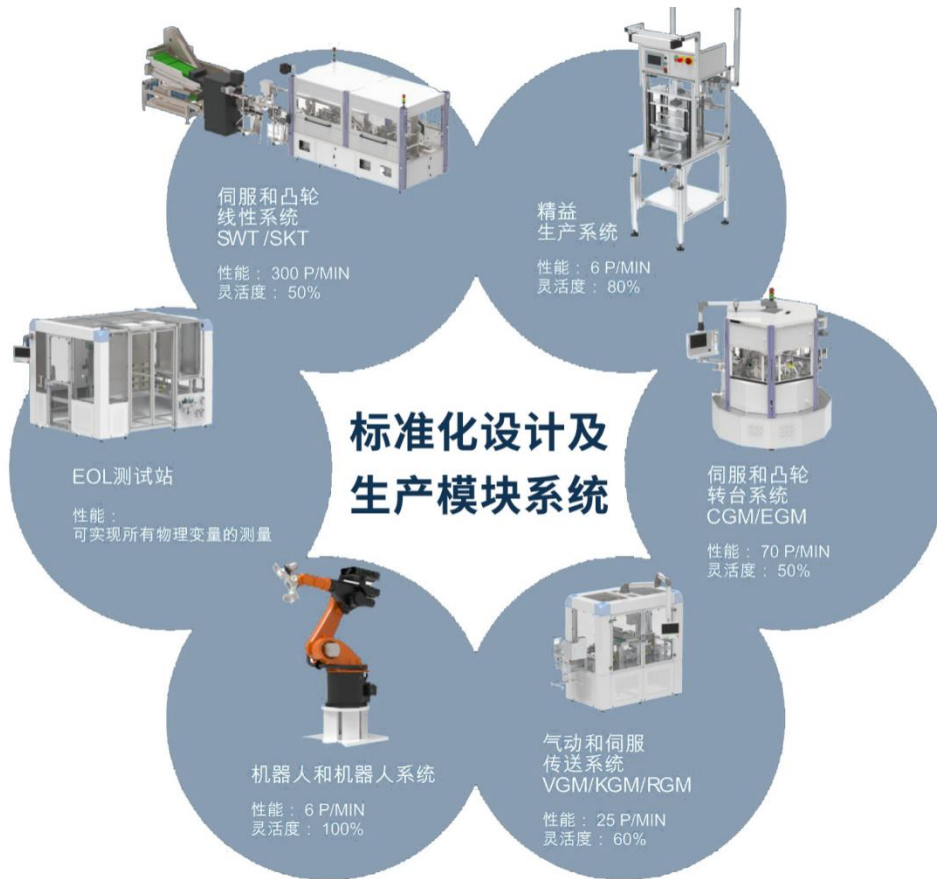 伺服和凸轮
线性系统
SWT /SKT
性能： 300 P/MIN
灵活度： 50%
精益
生产系统
性能： 6 P/MIN
灵活度： 80%
EOL测试站
性能：
可实现所有物理变量的测量
标准化设计及
生产模块系统
伺服和凸轮
转台系统
CGM/EGM
性能： 70 P/MIN
灵活度： 50%
机器人和机器人系统
性能： 6 P/MIN
灵活度： 100%
气动和伺服
传送系统
VGM/KGM/RGM
性能： 25 P/MIN
灵活度： 60%